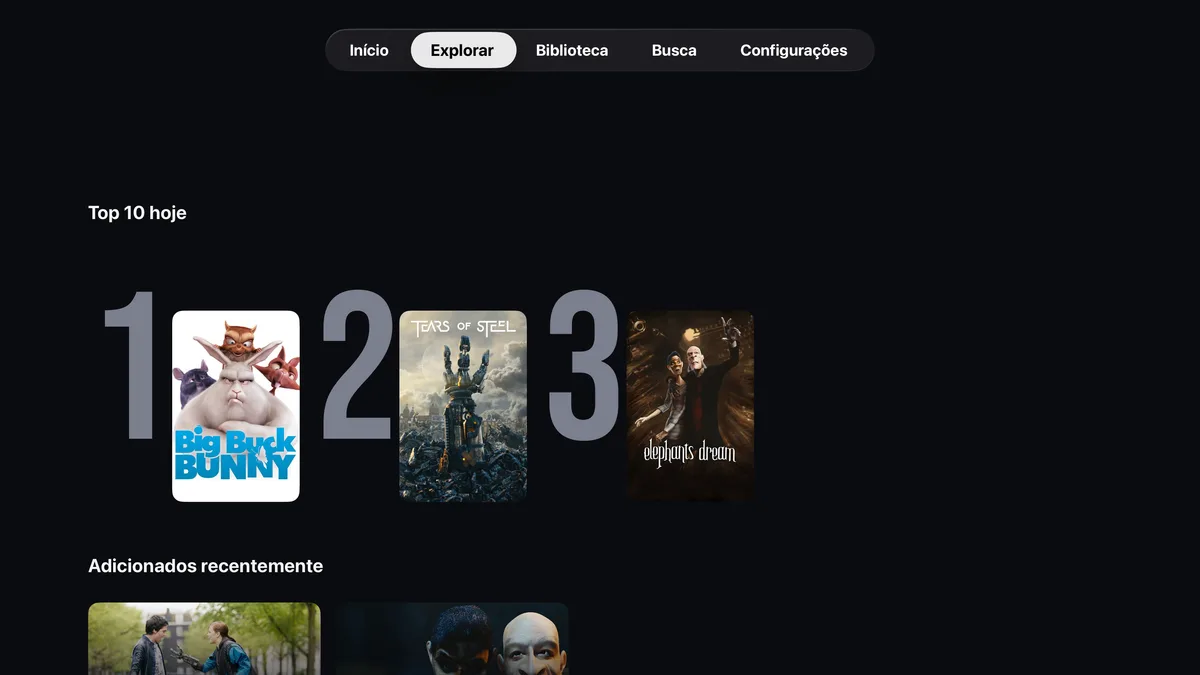 Início
Explorar
Biblioteca
Busca
Configurações
Top 10 hoje
1
Big Buck
BUNNY
2
TEARS OF STEEL
3
elephants dream
Adicionados recentemente